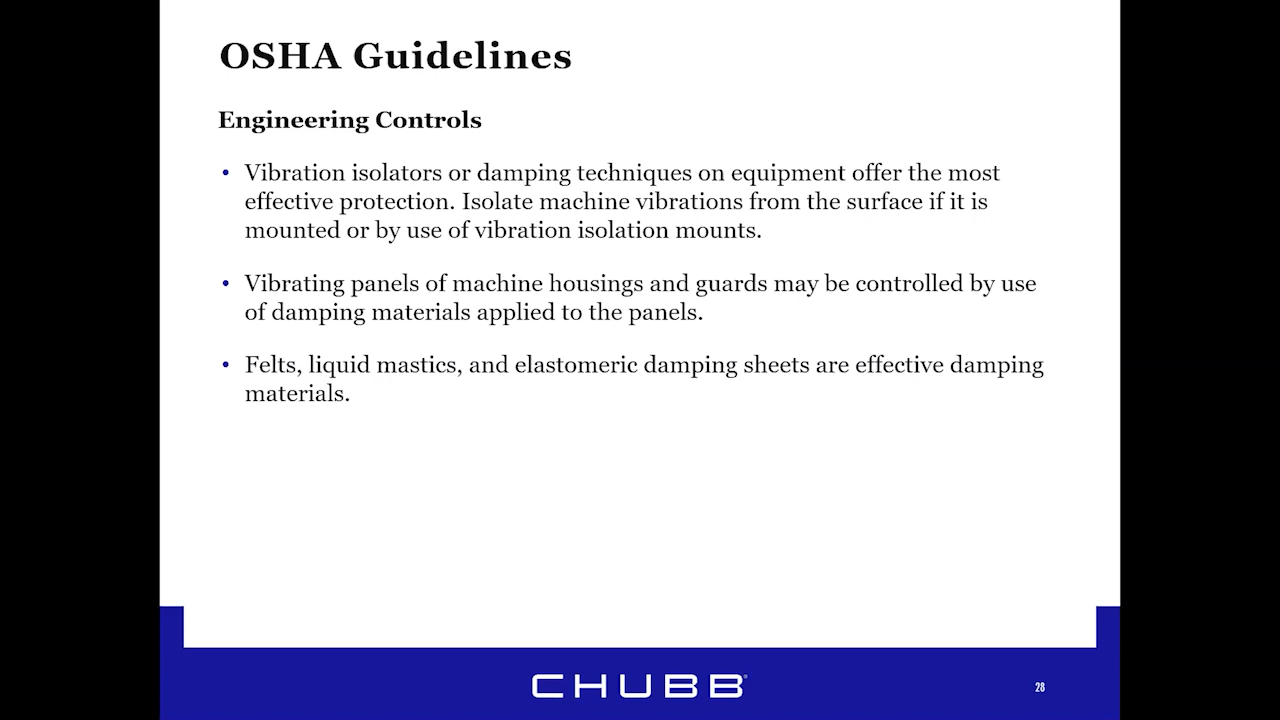 OSHA Guidelines
Engineering Controls
• Vibration isolators or damping techniques on equipment offer the most
effective protection. Isolate machine vibrations from the surface if it is
mounted or by use of vibration isolation mounts.
• Vibrating panels of machine housings and guards may be controlled by use
of damping materials applied to the panels.
• Felts, liquid mastics, and elastomeric damping sheets are effective damping
materials.
CHUBB®
28